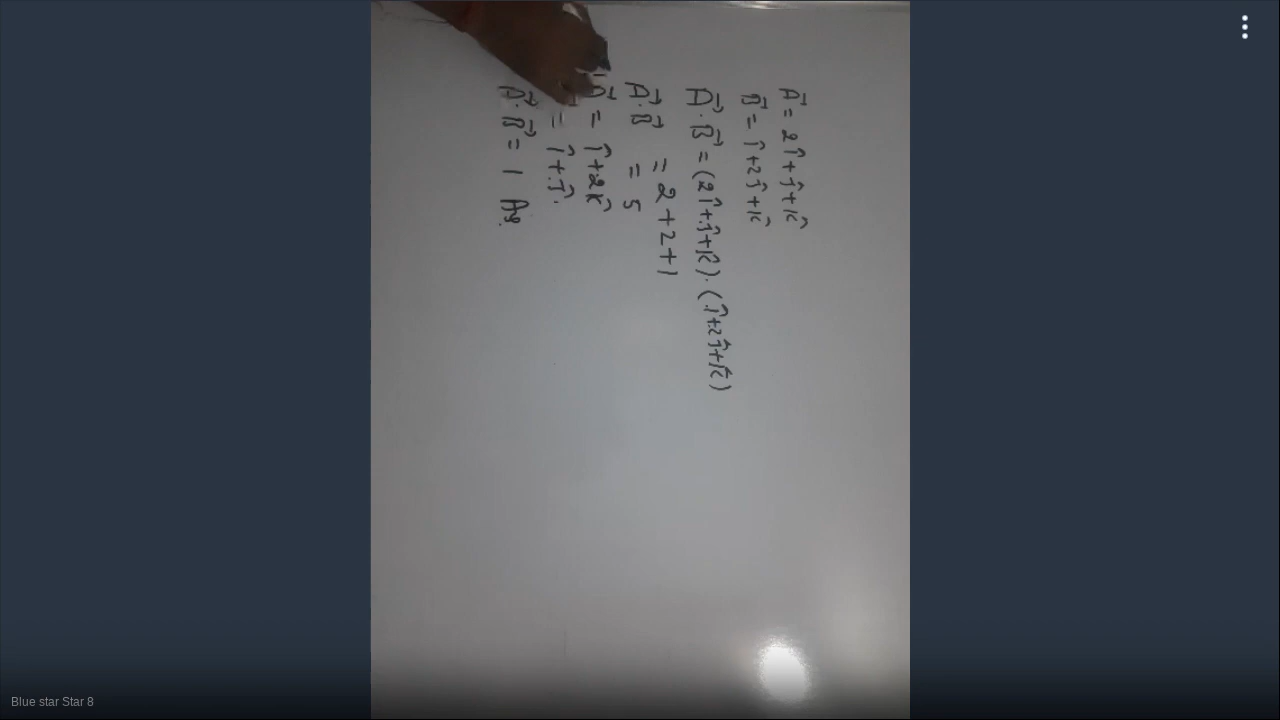 A⃗ = 2î + ĵ + k̂
B⃗ = î + 2ĵ + k̂
A⃗ . B⃗ = (2î + ĵ + k̂) . (î + 2ĵ + k̂)
= 2 + 2 + 1
A⃗ . B⃗ = 5
A⃗ = î + 2k̂
= î + ĵ.
A⃗ . B⃗ = 1 Ans.
Blue star Star 8